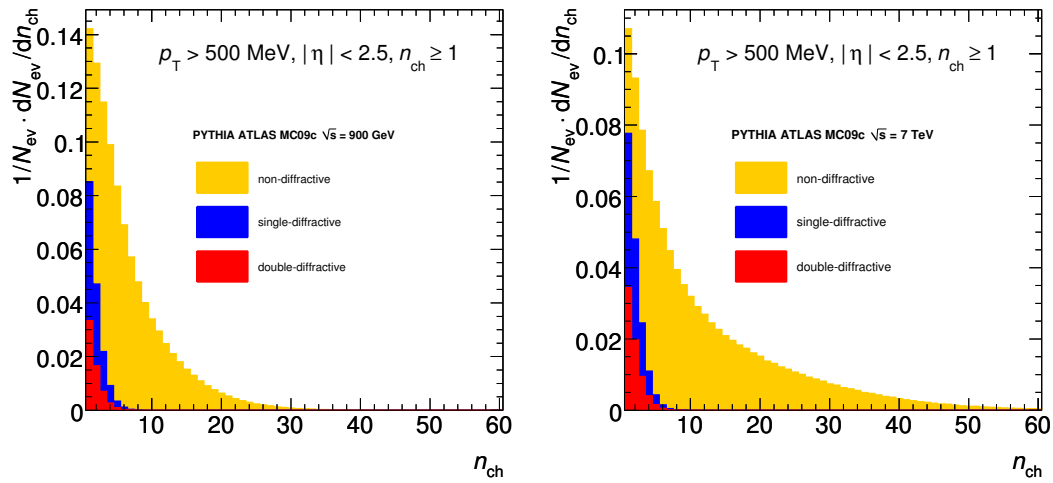 1/N_ev · dN_ev/dn_ch
0.14
0.12
0.1
0.08
0.06
0.04
0.02
0
p_T > 500 MeV, | η | < 2.5, n_ch ≥ 1
PYTHIA ATLAS MC09c √s = 900 GeV
non-diffractive
single-diffractive
double-diffractive
10 20 30 40 50 60
n_ch
1/N_ev · dN_ev/dn_ch
0.1
0.08
0.06
0.04
0.02
0
p_T > 500 MeV, | η | < 2.5, n_ch ≥ 1
PYTHIA ATLAS MC09c √s = 7 TeV
non-diffractive
single-diffractive
double-diffractive
10 20 30 40 50 60
n_ch